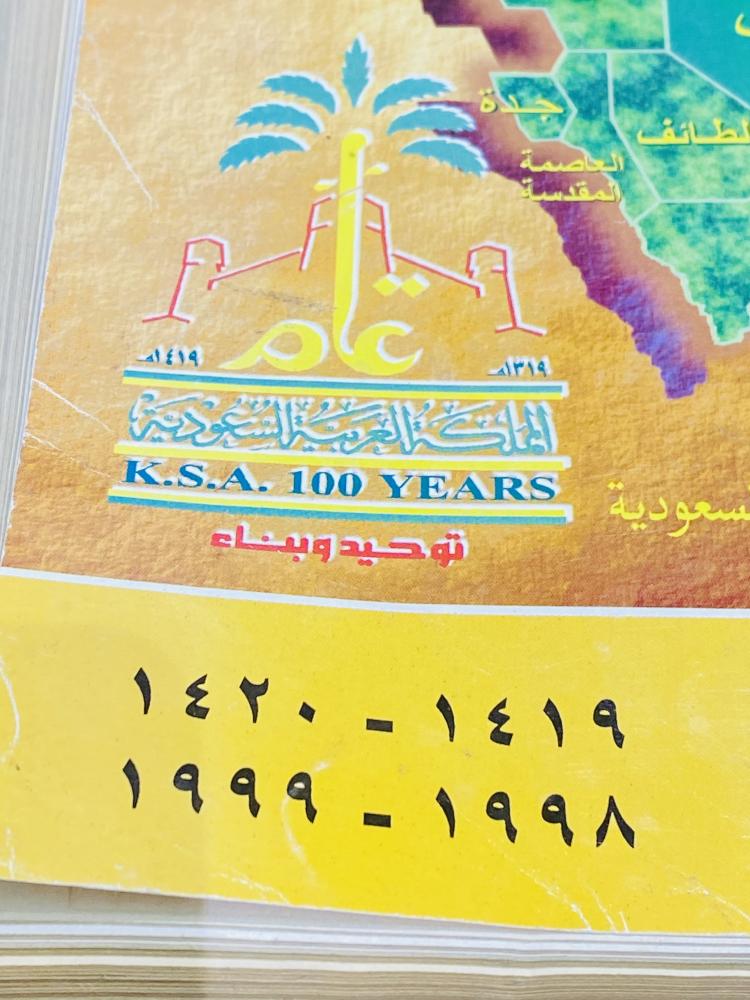 جدة
الطائف
العاصمة
المقدسة
عام
١٣١٩هـ ١٤١٩هـ
المملكة العربية السعودية
K.S.A. 100 YEARS
توحيد وبناء
السعودية
١٤١٩ - ١٤٢٠
١٩٩٨ - ١٩٩٩